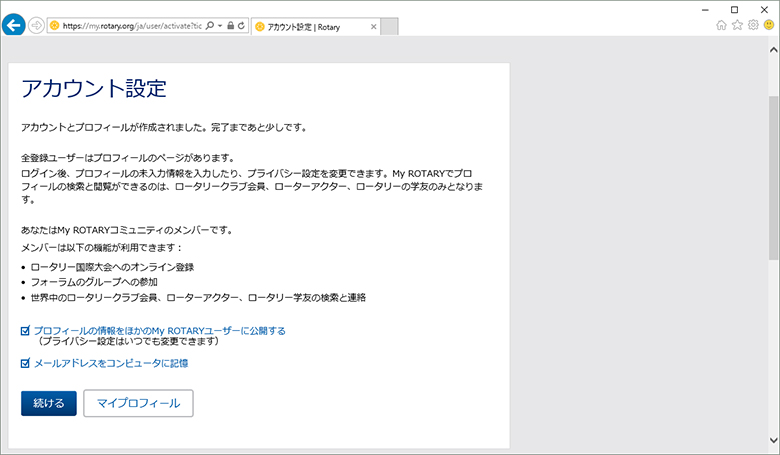 https://my.rotary.org/ja/user/activate?tic
アカウント設定 | Rotary
アカウント設定
アカウントとプロフィールが作成されました。完了まであと少しです。
全登録ユーザーはプロフィールのページがあります。
ログイン後、プロフィールの未入力情報を入力したり、プライバシー設定を変更できます。My ROTARYでプロ
フィールの検索と閲覧ができるのは、ロータリークラブ会員、ローターアクター、ロータリーの学友のみとなりま
す。
あなたはMy ROTARYコミュニティのメンバーです。
メンバーは以下の機能が利用できます：
• ロータリー国際大会へのオンライン登録
• フォーラムのグループへの参加
• 世界中のロータリークラブ会員、ローターアクター、ロータリー学友の検索と連絡
プロフィールの情報をほかのMy ROTARYユーザーに公開する
（プライバシー設定はいつでも変更できます）
メールアドレスをコンピュータに記憶
続ける
マイプロフィール